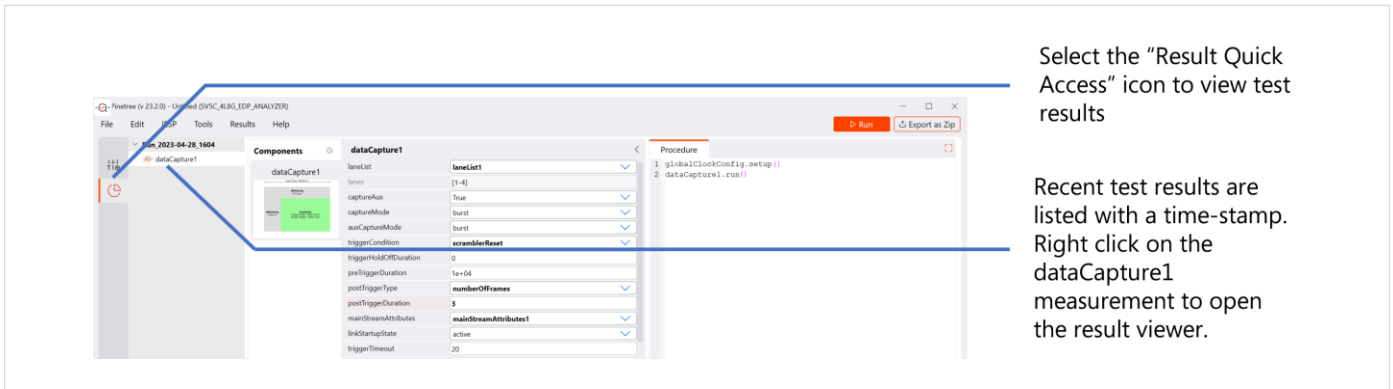 Select the “Result Quick
Access” icon to view test
results
Pinetree (v 23.2.0) - Untitled (SV5C_4L8G_EDP_ANALYZER)
File Edit Tools Results Help
Run
Export as Zip
Run_2023-04-28_1604
dataCapture1
Components
dataCapture1
dataCapture1
laneList laneList1
lanes [1-4]
captureAux True
captureMode burst
auxCaptureMode burst
triggerCondition scramblerReset
triggerHoldOffDuration 0
preTriggerDuration 1e+04
postTriggerType numberOfFrames
postTriggerDuration 3
mainStreamAttributes mainStreamAttributes1
linkStartupState active
triggerTimeout 20
Procedure
1 globalClockConfig.setup()
2 dataCapture1.run()
Recent test results are
listed with a time-stamp.
Right click on the
dataCapture1
measurement to open
the result viewer.